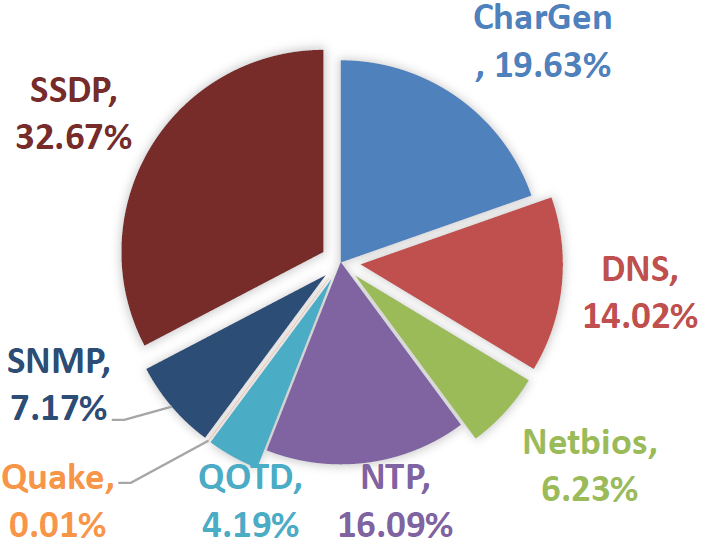 CharGen
, 19.63%
SSDP,
32.67%
DNS,
14.02%
SNMP,
7.17%
Netbios,
6.23%
Quake,
0.01%
QOTD,
4.19%
NTP,
16.09%